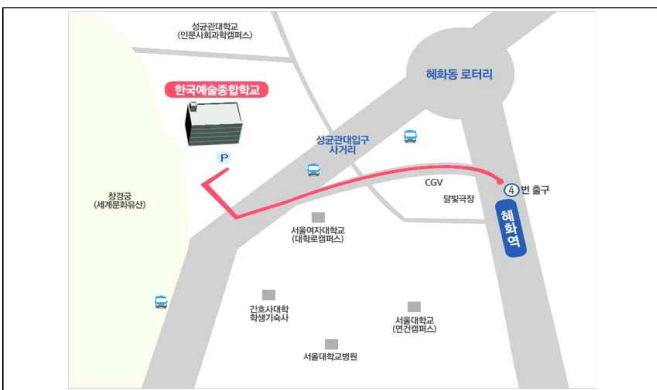 성균관대학교
(인문사회과학캠퍼스)
혜화동 로터리
한국예술종합학교
성균관대입구
사거리
P
CGV
④번 출구
창경궁
(세계문화유산)
달빛극장
혜화역
서울여자대학교
(대학로캠퍼스)
간호사대학
학생기숙사
서울대학교
(연건캠퍼스)
서울대학교병원